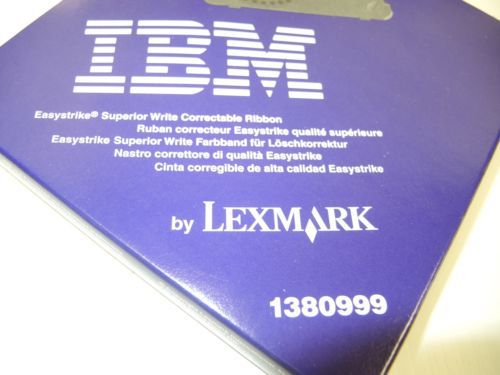 IBM
Easystrike® Superior Write Correctable Ribbon
Ruban correcteur Easystrike qualité supérieure
Easystrike Superior Write Farbband für Löschkorrektur
Nastro correttore di qualità Easystrike
Cinta corregible de alta calidad Easystrike
by LEXMARK
1380999